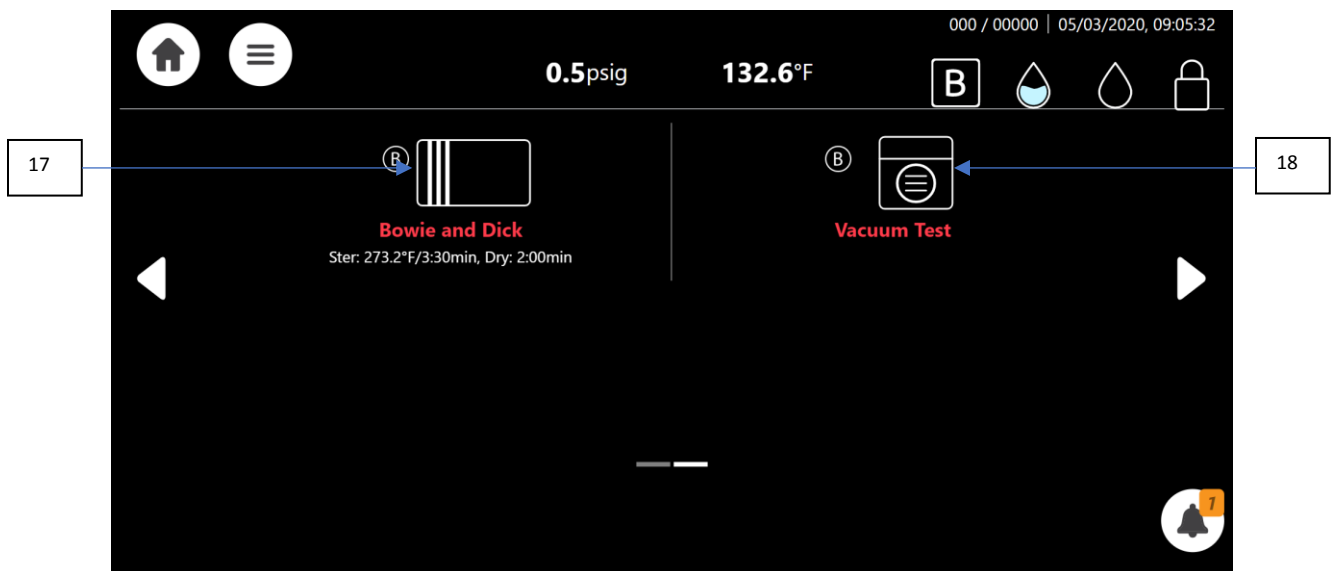 000 / 00000 | 05/03/2020, 09:05:32
0.5psig 132.6°F B
17
B
B
18
Bowie and Dick
Vacuum Test
Ster: 273.2°F/3:30min, Dry: 2:00min
1